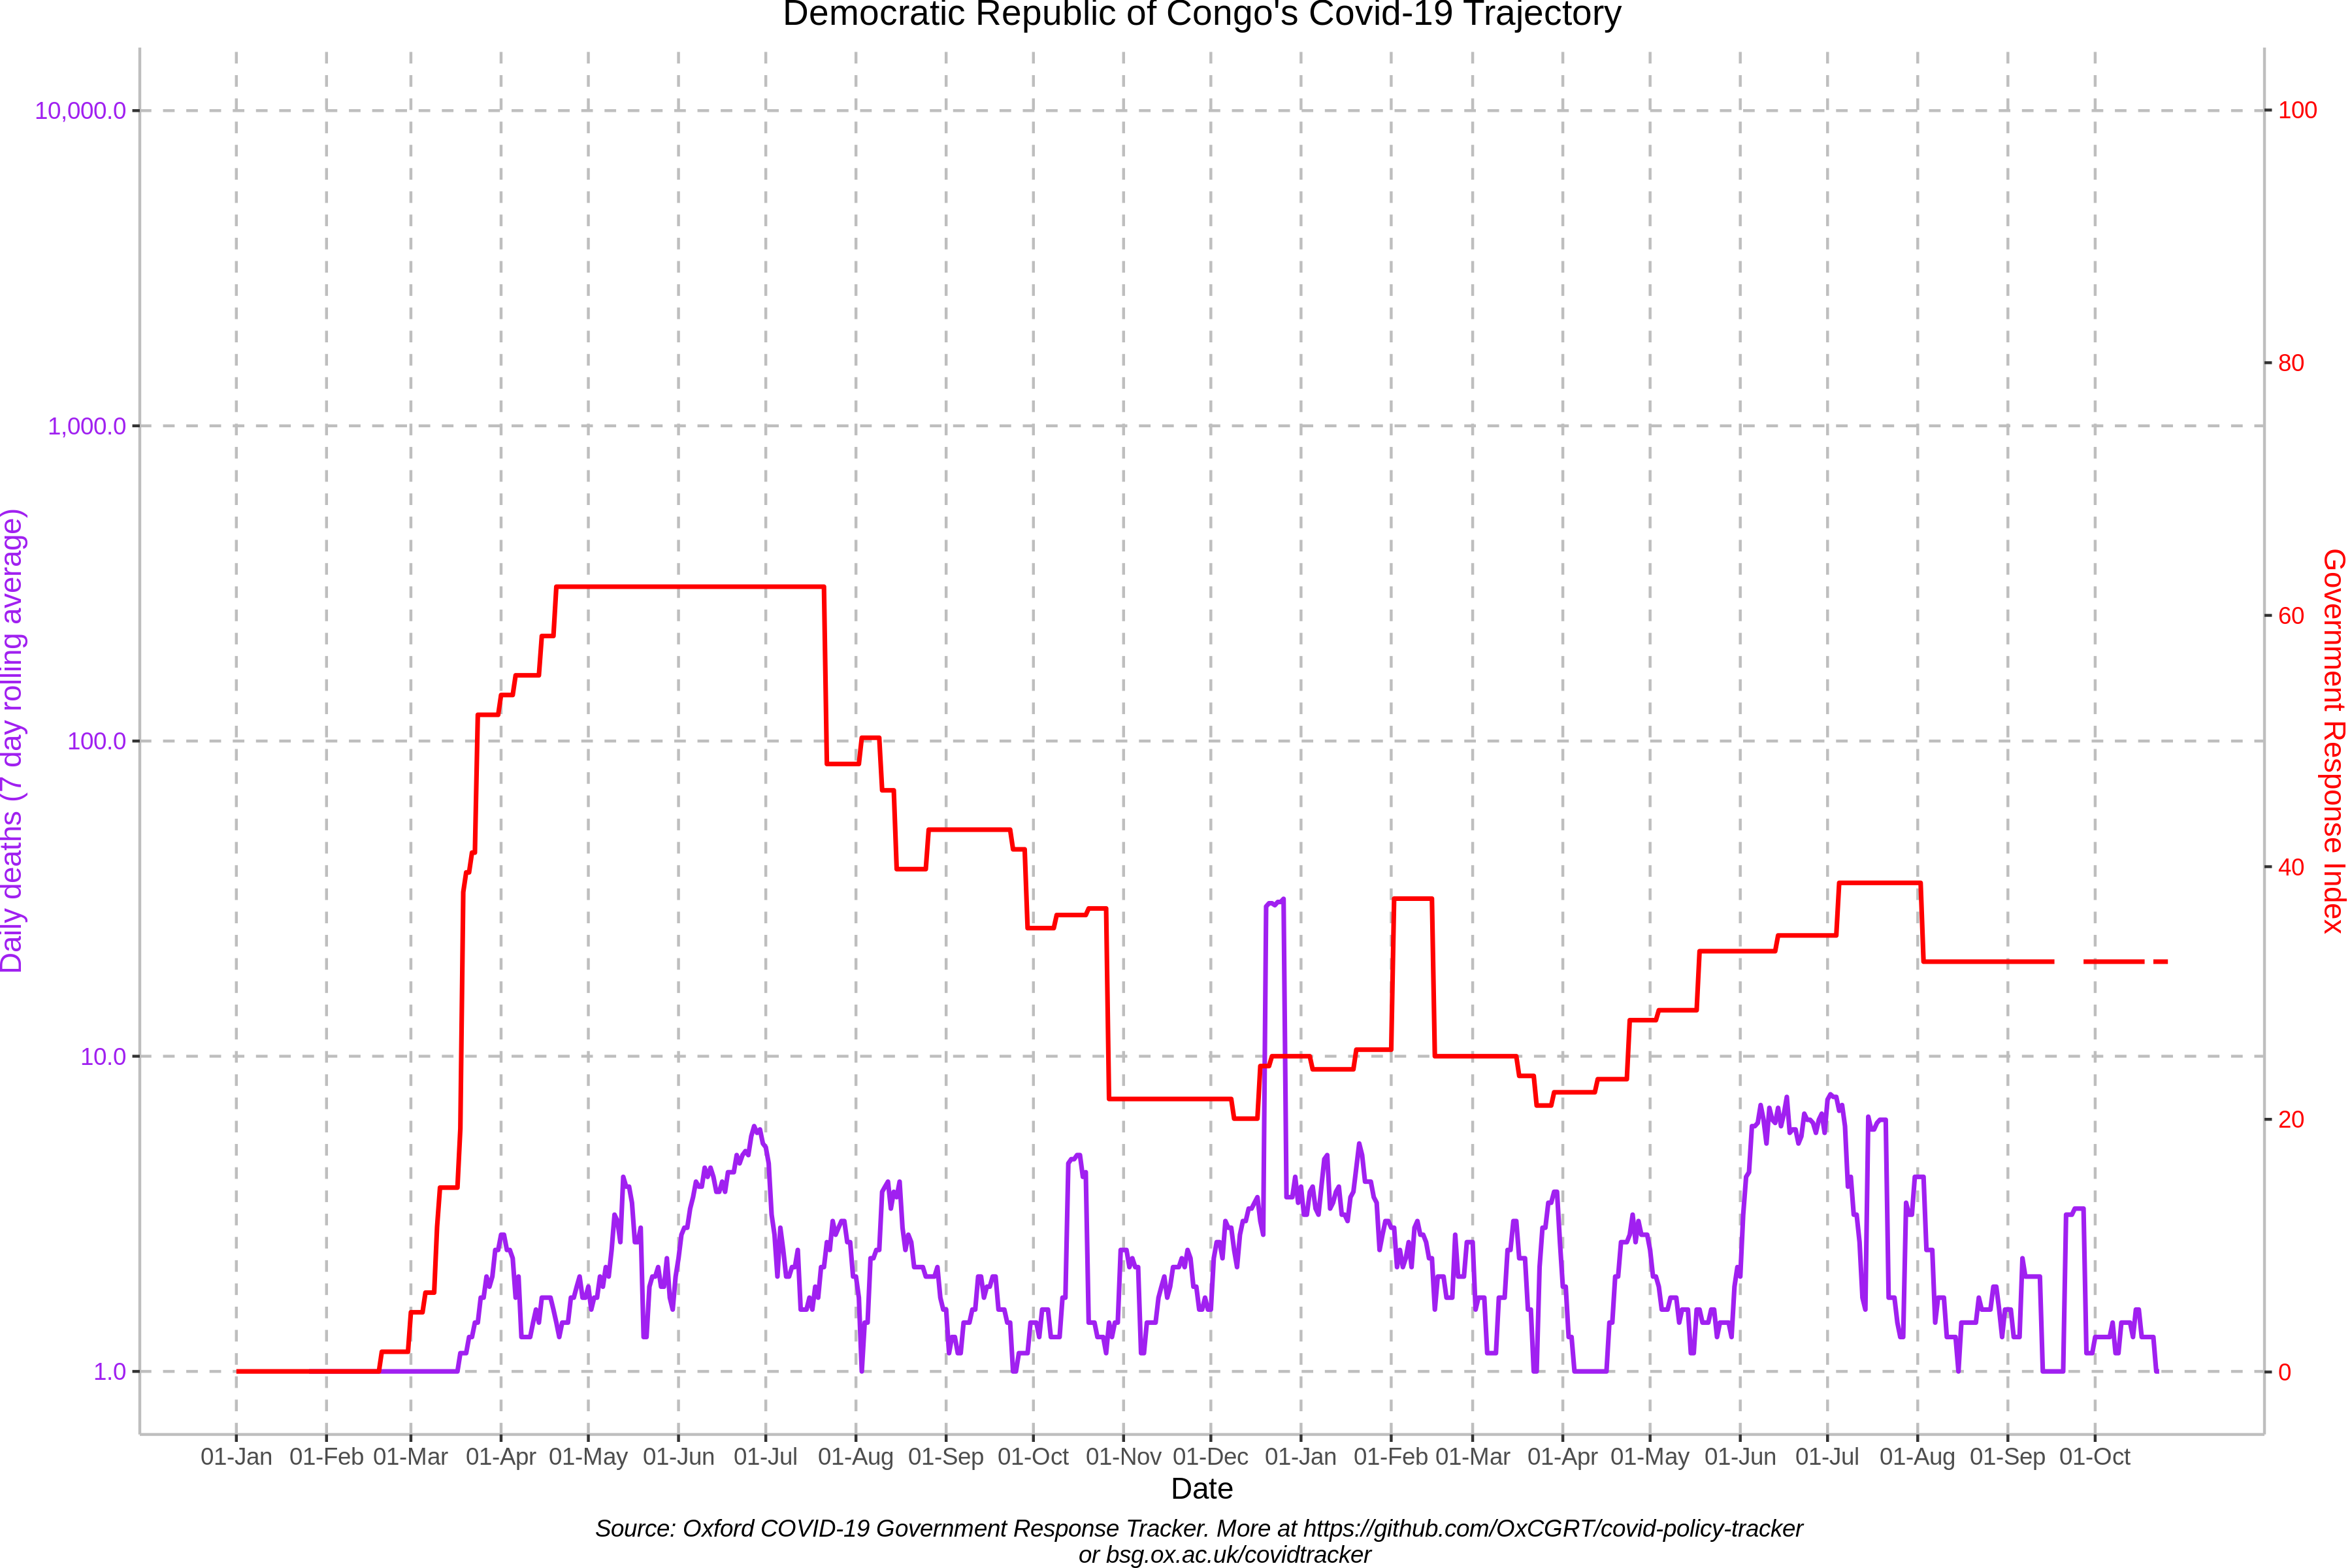 Democratic Republic of Congo's Covid-19 Trajectory
10,000.0
1,000.0
100.0
10.0
1.0
Daily deaths (7 day rolling average)
100
80
60
40
20
0
Government Response Index
01-Jan 01-Feb 01-Mar 01-Apr 01-May 01-Jun 01-Jul 01-Aug 01-Sep 01-Oct 01-Nov 01-Dec 01-Jan 01-Feb 01-Mar 01-Apr 01-May 01-Jun 01-Jul 01-Aug 01-Sep 01-Oct
Date
Source: Oxford COVID-19 Government Response Tracker. More at https://github.com/OxCGRT/covid-policy-tracker
or bsg.ox.ac.uk/covidtracker